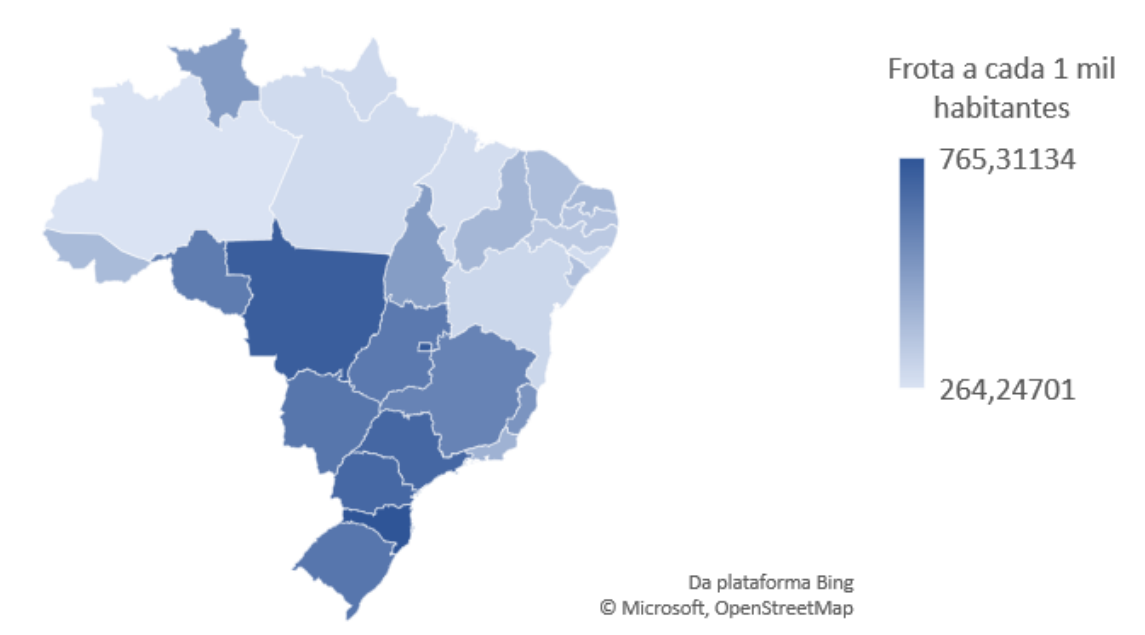 Frota a cada 1 mil
habitantes
765,31134
264,24701
Da plataforma Bing
© Microsoft, OpenStreetMap